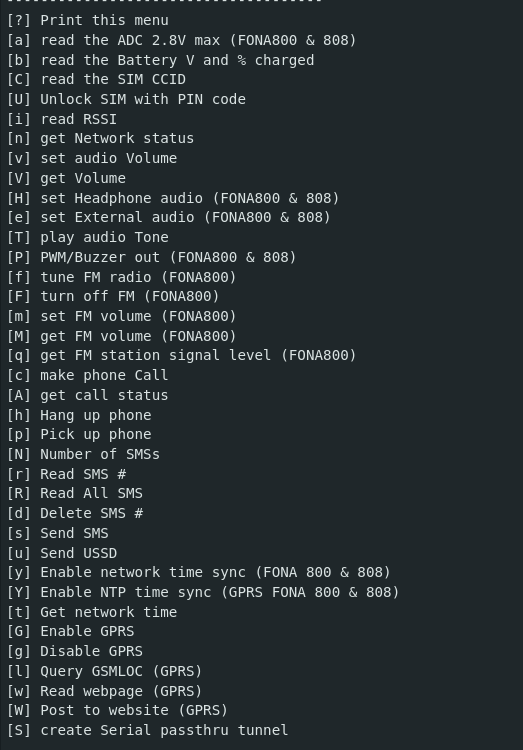 -------------------------------------
[?] Print this menu
[a] read the ADC 2.8V max (FONA800 & 808)
[b] read the Battery V and % charged
[C] read the SIM CCID
[U] Unlock SIM with PIN code
[i] read RSSI
[n] get Network status
[v] set audio Volume
[V] get Volume
[H] set Headphone audio (FONA800 & 808)
[e] set External audio (FONA800 & 808)
[T] play audio Tone
[P] PWM/Buzzer out (FONA800 & 808)
[f] tune FM radio (FONA800)
[F] turn off FM (FONA800)
[m] set FM volume (FONA800)
[M] get FM volume (FONA800)
[q] get FM station signal level (FONA800)
[c] make phone Call
[A] get call status
[h] Hang up phone
[p] Pick up phone
[N] Number of SMSs
[r] Read SMS #
[R] Read All SMS
[d] Delete SMS #
[s] Send SMS
[u] Send USSD
[y] Enable network time sync (FONA 800 & 808)
[Y] Enable NTP time sync (GPRS FONA 800 & 808)
[t] Get network time
[G] Enable GPRS
[g] Disable GPRS
[l] Query GSMLOC (GPRS)
[w] Read webpage (GPRS)
[W] Post to website (GPRS)
[S] create Serial passthru tunnel